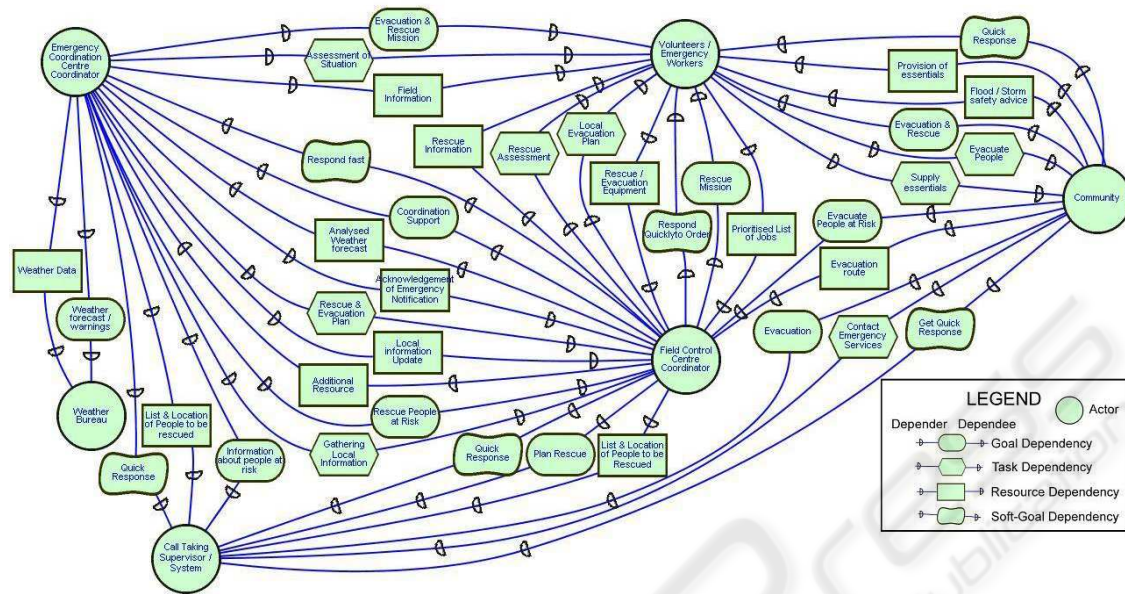 Emergency
Coordination
Centre
Coordinator
Evacuation &
Rescue
Mission
Assessment of
Situation
Field
Information
Volunteers /
Emergency
Workers
Quick
Response
Provision of
essentials
Flood / Storm
safety advice
Evacuation &
Rescue
Evacuate
People
Supply
essentials
Community
Respond fast
Rescue
Information
Rescue
Assessment
Local
Evacuation
Plan
Rescue /
Evacuation
Equipment
Rescue
Mission
Respond
Quicklyto Order
Prioritised List
of Jobs
Evacuate
People at Risk
Evacuation
route
Coordination
Support
Analysed
Weather
forecast
Acknowledgement
of Emergency
Notification
Rescue &
Evacuation
Plan
Local
information
Update
Additional
Resource
Rescue People
at Risk
Gathering
Local
Information
Weather Data
Weather
forecast /
warnings
Weather
Bureau
List & Location
of People to be
rescued
Quick
Response
Information
about people at
risk
Quick
Response
Plan Rescue
List & Location
of People to be
Rescued
Field Control
Centre
Coordinator
Evacuation
Contact
Emergency
Services
Get Quick
Response
Call Taking
Supervisor /
System
LEGEND
Actor
Depender
Dependee
Goal Dependency
Task Dependency
Resource Dependency
Soft-Goal Dependency